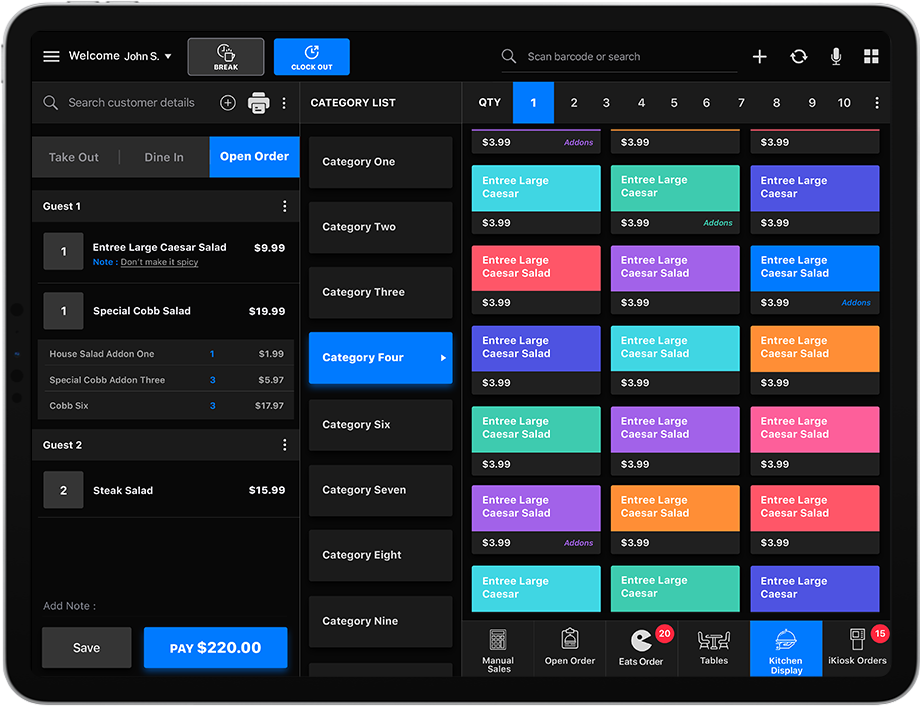 Welcome John S.
BREAK
CLOCK OUT
Scan barcode or search
Search customer details
CATEGORY LIST
QTY 1 2 3 4 5 6 7 8 9 10
Take Out
Dine In
Open Order
Guest 1
1
Entree Large Caesar Salad
$9.99
Note : Don't make it spicy
1
Special Cobb Salad
$19.99
House Salad Addon One 1 $1.99
Special Cobb Addon Three 3 $5.97
Cobb Six 3 $17.97
Guest 2
2
Steak Salad
$15.99
Add Note :
Save
PAY $220.00
Category One
Category Two
Category Three
Category Four
Category Six
Category Seven
Category Eight
Category Nine
$3.99 Addons
$3.99
$3.99
Entree Large
Caesar
$3.99
Entree Large
Caesar
$3.99 Addons
Entree Large
Caesar
$3.99
Entree Large
Caesar Salad
$3.99
Entree Large
Caesar Salad
$3.99
Entree Large
Caesar Salad
$3.99 Addons
Entree Large
Caesar Salad
$3.99
Entree Large
Caesar Salad
$3.99
Entree Large
Caesar Salad
$3.99
Entree Large
Caesar Salad
$3.99
Entree Large
Caesar Salad
$3.99
Entree Large
Caesar Salad
$3.99
Entree Large
Caesar Salad
$3.99 Addons
Entree Large
Caesar Salad
$3.99
Entree Large
Caesar Salad
$3.99
Entree Large
Caesar
Entree Large
Caesar
Entree Large
Caesar
Manual
Sales
Open Order
20
Eats Order
Tables
Kitchen
Display
15
iKiosk Orders